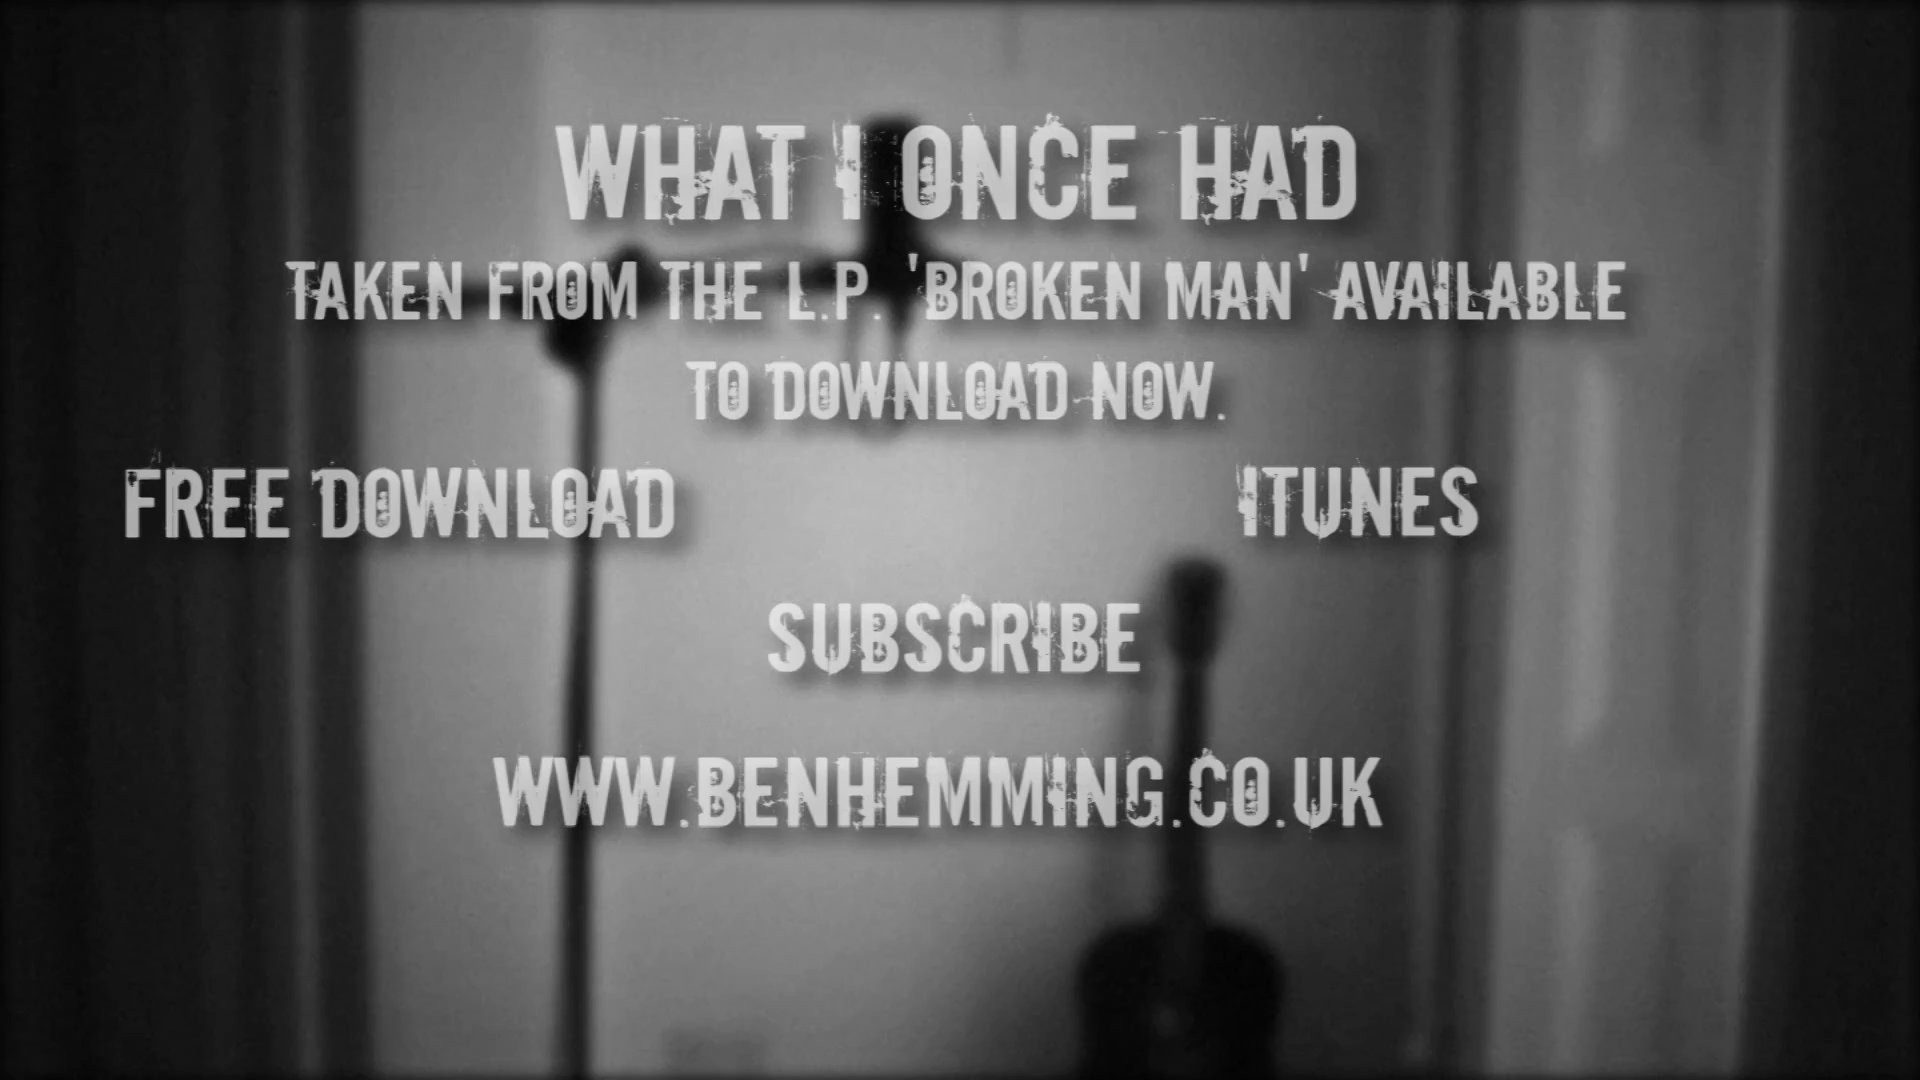 WHAT I ONCE HAD
TAKEN FROM THE L.P. 'BROKEN MAN' AVAILABLE
TO DOWNLOAD NOW.
FREE DOWNLOAD ITUNES
SUBSCRIBE
WWW.BENHEMMING.CO.UK